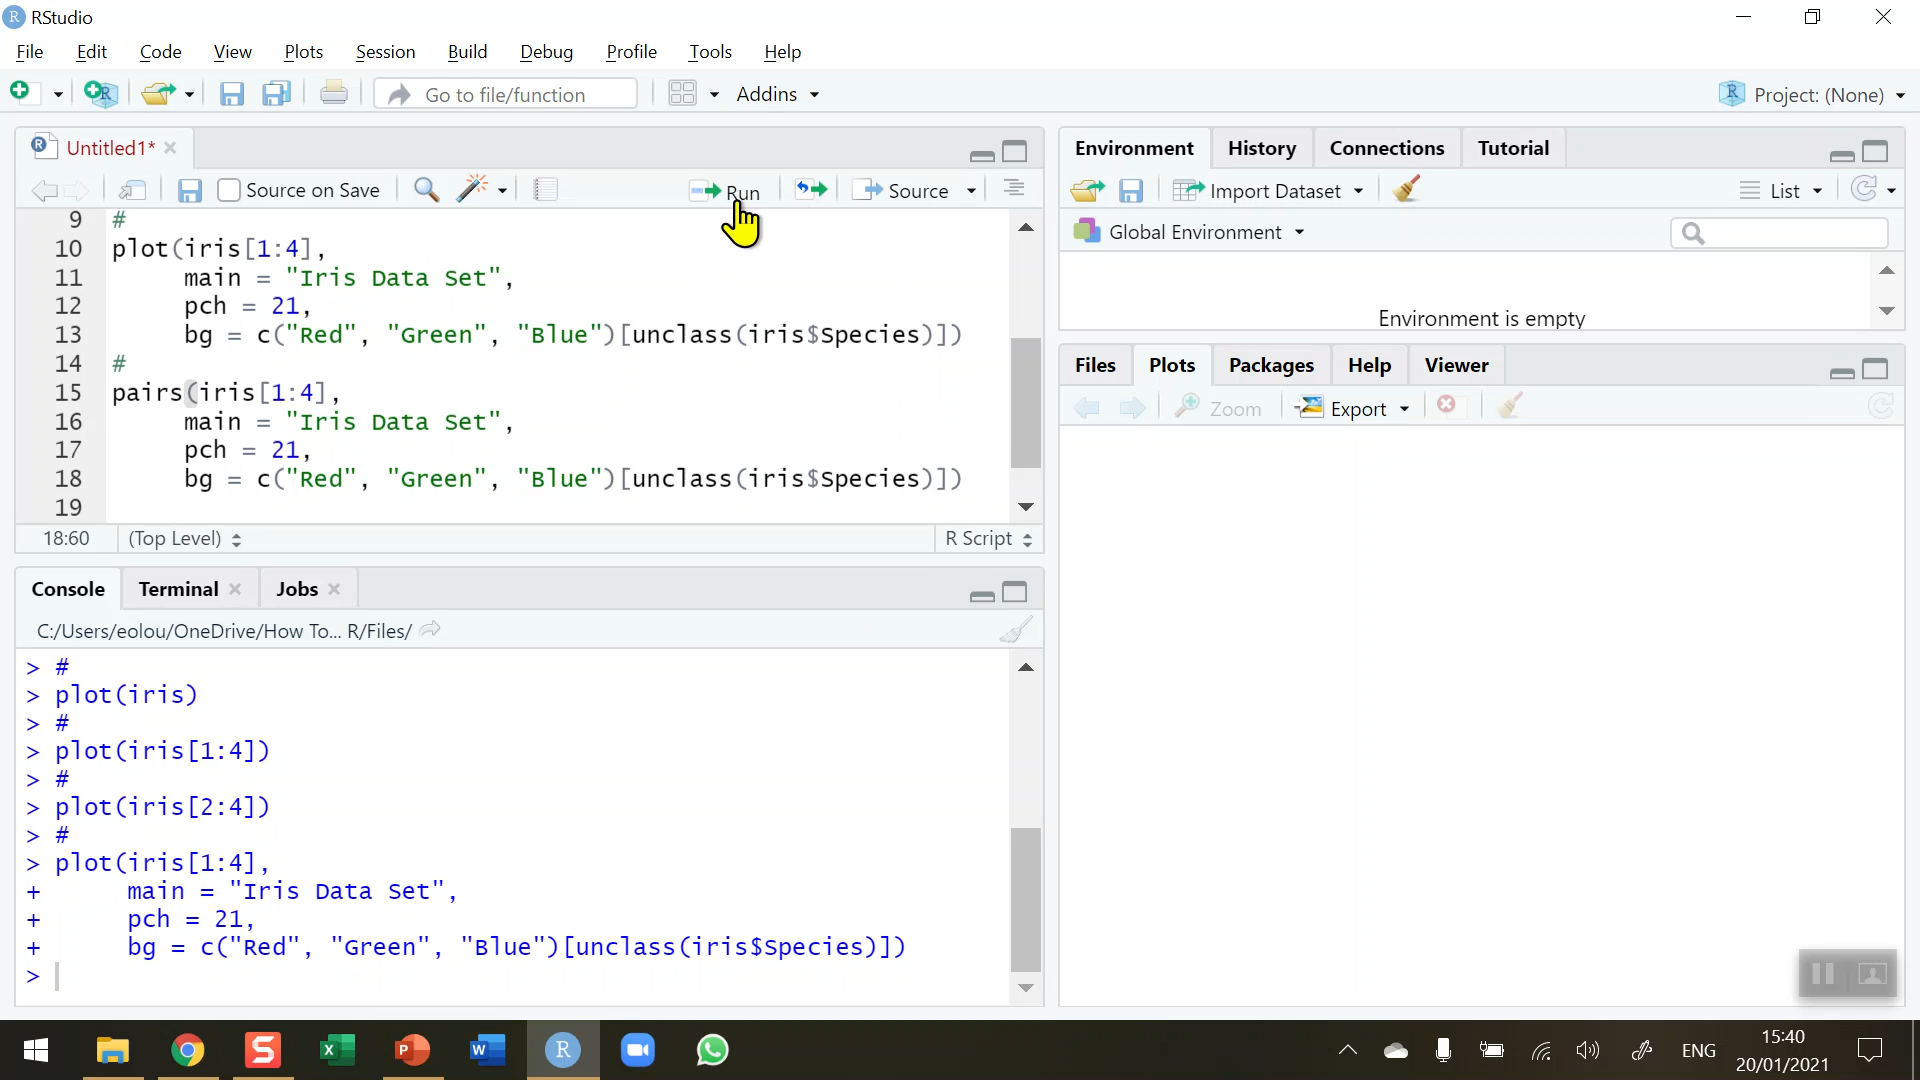 RStudio
File Edit Code View Plots Session Build Debug Profile Tools Help
Go to file/function Addins Project: (None)
Untitled1*
Source on Save Run Source
9 #
10 plot(iris[1:4],
11 main = "Iris Data Set",
12 pch = 21,
13 bg = c("Red", "Green", "Blue")[unclass(iris$Species)])
14 #
15 pairs(iris[1:4],
16 main = "Iris Data Set",
17 pch = 21,
18 bg = c("Red", "Green", "Blue")[unclass(iris$Species)])
19
18:60 (Top Level) R Script
Console Terminal Jobs
C:/Users/eolou/OneDrive/How To... R/Files/
> #
> plot(iris)
> #
> plot(iris[1:4])
> #
> plot(iris[2:4])
> #
> plot(iris[1:4],
+ main = "Iris Data Set",
+ pch = 21,
+ bg = c("Red", "Green", "Blue")[unclass(iris$Species)])
>
Environment History Connections Tutorial
Import Dataset List
Global Environment
Environment is empty
Files Plots Packages Help Viewer
Zoom Export
ENG
15:40
20/01/2021